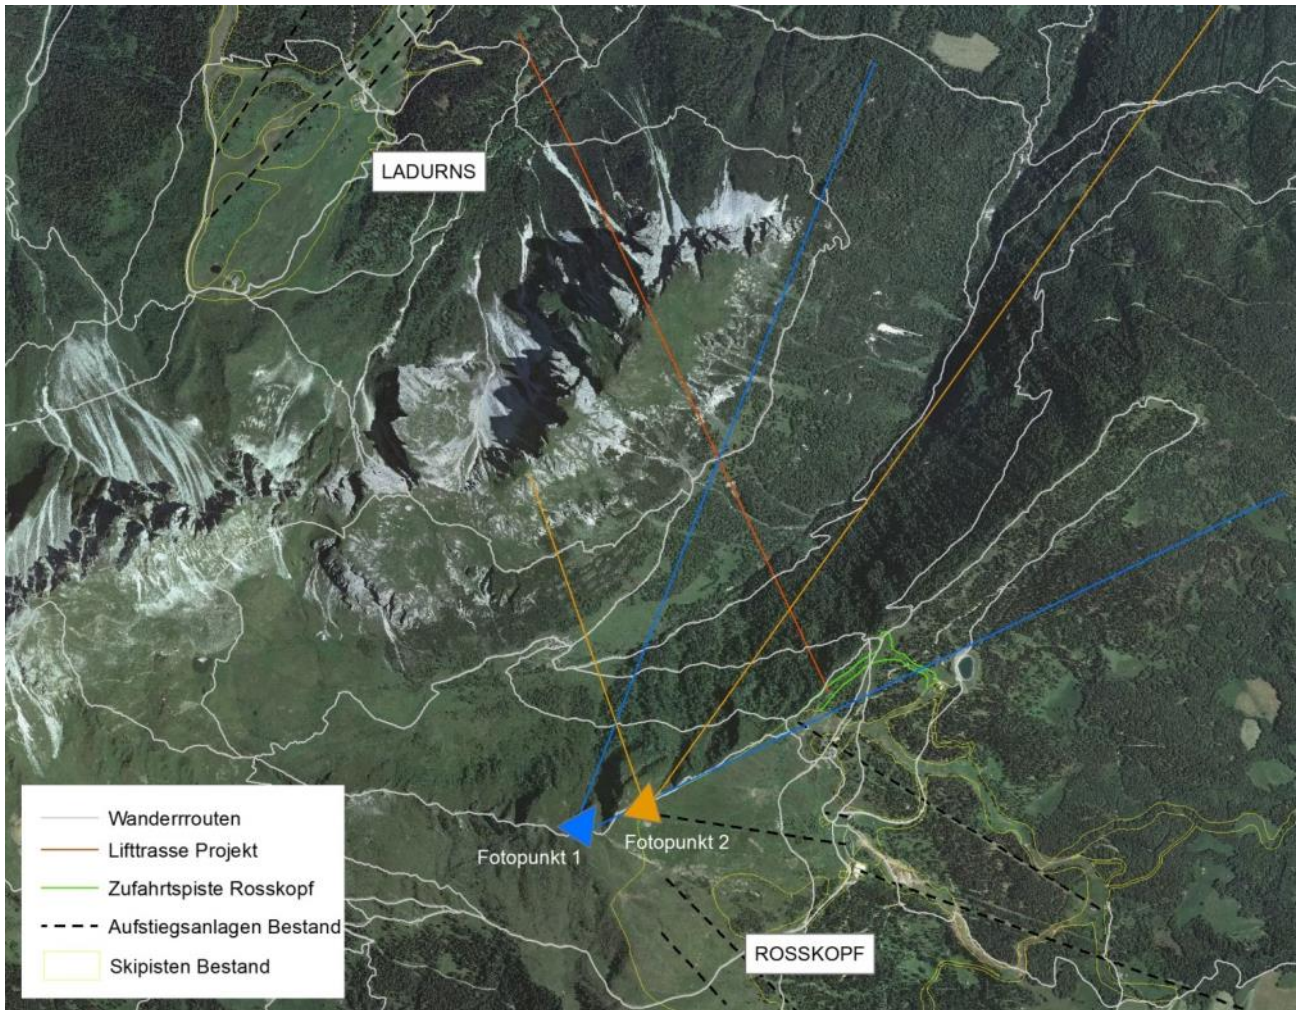 LADURNS
Fotopunkt 1
Fotopunkt 2
ROSSKOPF
Wanderrrouten
Lifttrasse Projekt
Zufahrtspiste Rosskopf
Aufstiegsanlagen Bestand
Skipisten Bestand